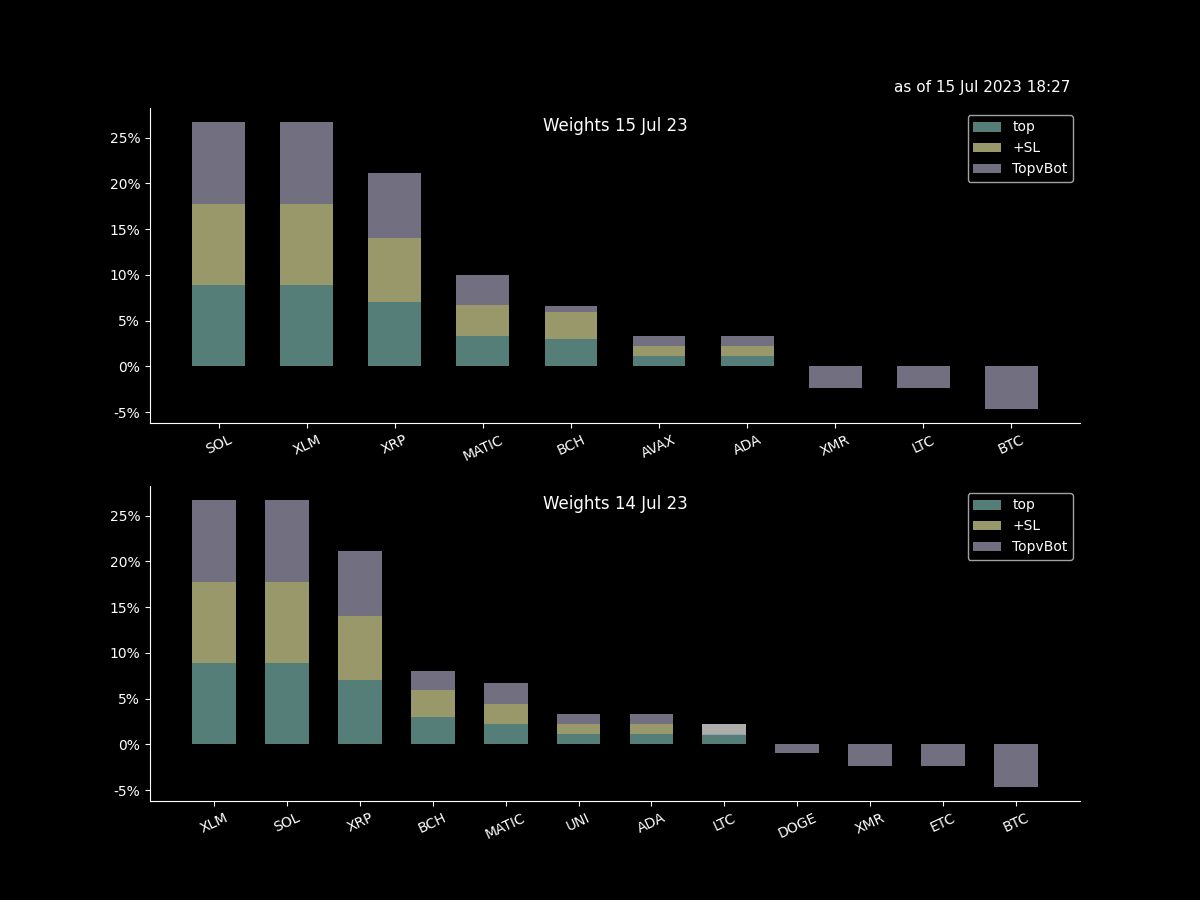 as of 15 Jul 2023 18:27
Weights 15 Jul 23
top
+SL
TopvBot
25%
20%
15%
10%
5%
0%
-5%
SOL XLM XRP MATIC BCH AVAX ADA XMR LTC BTC
Weights 14 Jul 23
top
+SL
TopvBot
25%
20%
15%
10%
5%
0%
-5%
XLM SOL XRP BCH MATIC UNI ADA LTC DOGE XMR ETC BTC